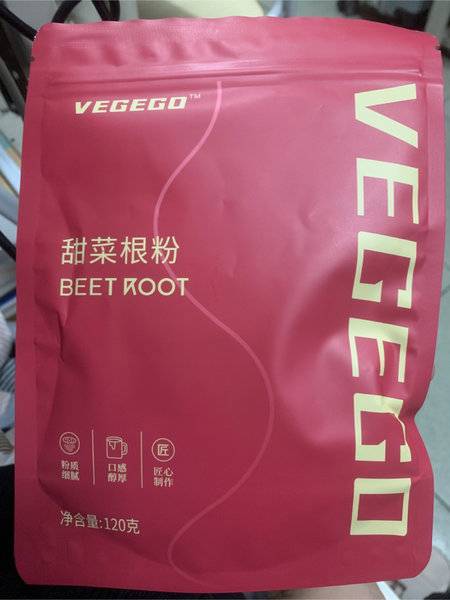 VEGEGO™
VEGEGO
甜菜根粉
BEET ROOT
粉质
细腻
口感
醇厚
匠
匠心
制作
净含量:120克